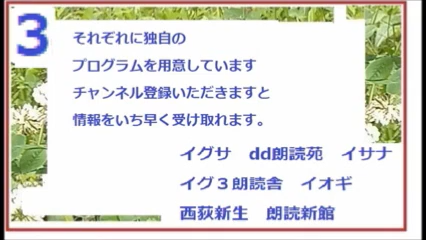 3
それぞれに独自の
プログラムを用意しています
チャンネル登録いただきますと
情報をいち早く受け取れます。
イグサ　dd朗読苑　イサナ
イグ３朗読舎　イオギ
西荻新生　朗読新館